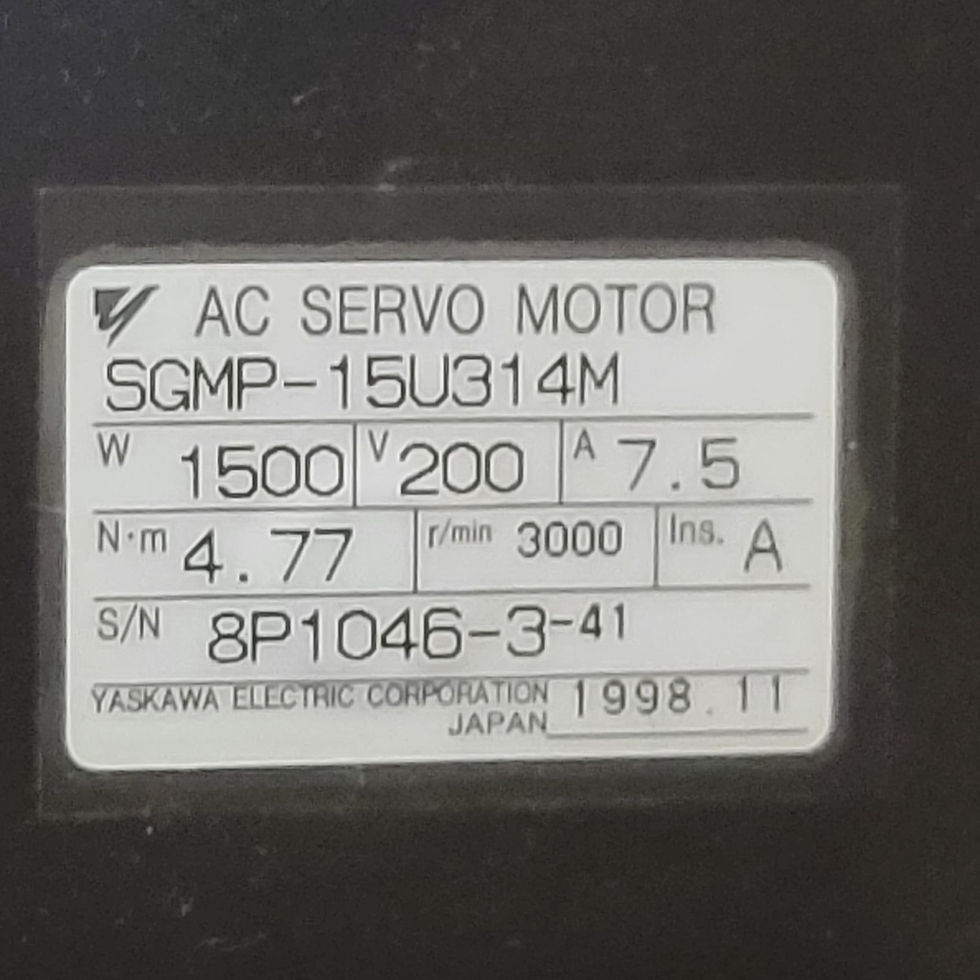 AC SERVO MOTOR
SGMP-15U314M
W 1500 V 200 A 7.5
N·m 4.77 r/min 3000 Ins. A
S/N 8P1046-3-41
YASKAWA ELECTRIC CORPORATION 1998.11
JAPAN